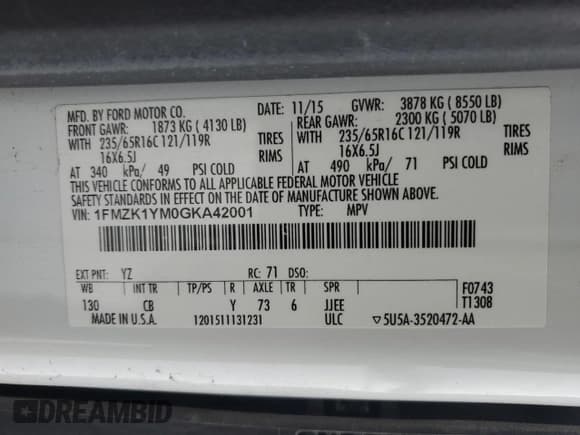 MFD. BY FORD MOTOR CO. DATE: 11/15 GVWR: 3878 KG ( 8550 LB)
FRONT GAWR: 1873 KG ( 4130 LB) REAR GAWR: 2300 KG ( 5070 LB)
WITH 235/65R16C 121/119R TIRES WITH 235/65R16C 121/119R TIRES
16X6.5J RIMS 16X6.5J RIMS
AT 340 kPa/ 49 PSI COLD AT 490 kPa/ 71 PSI COLD
THIS VEHICLE CONFORMS TO ALL APPLICABLE FEDERAL MOTOR VEHICLE
SAFETY STANDARDS IN EFFECT ON THE DATE OF MANUFACTURE SHOWN ABOVE.
VIN: 1FMZK1YM0GKA42001 TYPE: MPV
EXT PNT: YZ RC: 71 DSO:
WB INT TR TP/PS R AXLE TR SPR F0743
130 CB Y 73 6 JJEE T1308
MADE IN U.S.A. 1201511131231 ULC ▽5U5A-3520472-AA
DREAMBID